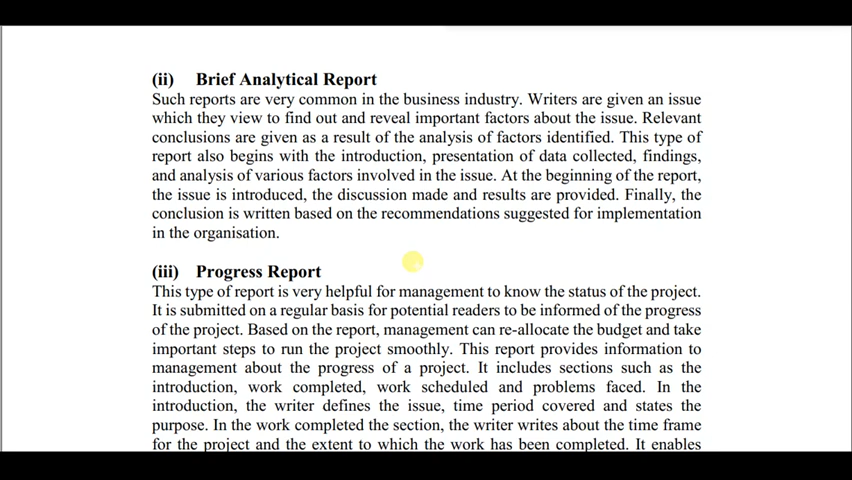 (ii) Brief Analytical Report
Such reports are very common in the business industry. Writers are given an issue
which they view to find out and reveal important factors about the issue. Relevant
conclusions are given as a result of the analysis of factors identified. This type of
report also begins with the introduction, presentation of data collected, findings,
and analysis of various factors involved in the issue. At the beginning of the report,
the issue is introduced, the discussion made and results are provided. Finally, the
conclusion is written based on the recommendations suggested for implementation
in the organisation.
(iii) Progress Report
This type of report is very helpful for management to know the status of the project.
It is submitted on a regular basis for potential readers to be informed of the progress
of the project. Based on the report, management can re-allocate the budget and take
important steps to run the project smoothly. This report provides information to
management about the progress of a project. It includes sections such as the
introduction, work completed, work scheduled and problems faced. In the
introduction, the writer defines the issue, time period covered and states the
purpose. In the work completed the section, the writer writes about the time frame
for the project and the extent to which the work has been completed. It enables